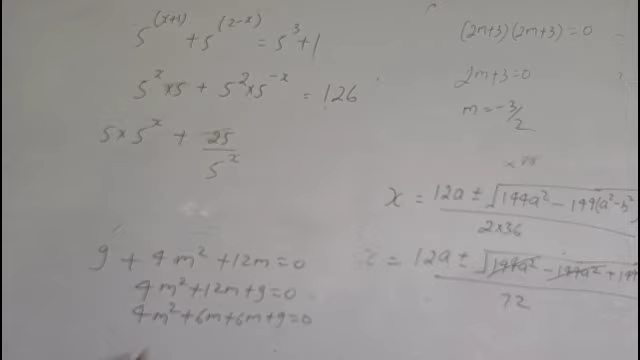 5^(x+1) + 5^(2-x) = 5^3 + 1
5^x × 5 + 5^2 × 5^-x = 126
5 × 5^x + 25/5^x
9 + 4m^2 + 12m = 0
4m^2 + 12m + 9 = 0
4m^2 + 6m + 6m + 9 = 0
(2m+3)(2m+3) = 0
2m+3 = 0
m = -3/2
x = 12a ± √144a^2 - 144(a^2-b^2 / 2×36
= 12a ± √144a^2 - 144a^2 + 144 / 72